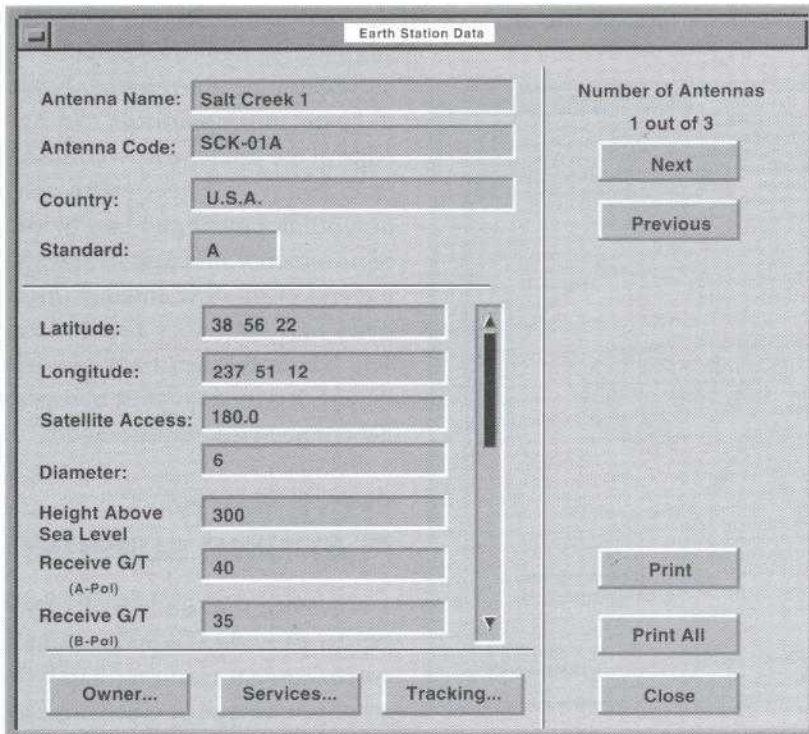 Earth Station Data
Antenna Name: Salt Creek 1
Antenna Code: SCK-01A
Country: U.S.A.
Standard: A
Latitude: 38 56 22
Longitude: 237 51 12
Satellite Access: 180.0
Diameter: 6
Height Above
Sea Level 300
Receive G/T 40
(A-Pol)
Receive G/T 35
(B-Pol)
Owner... Services... Tracking...
Number of Antennas
1 out of 3
Next
Previous
Print
Print All
Close